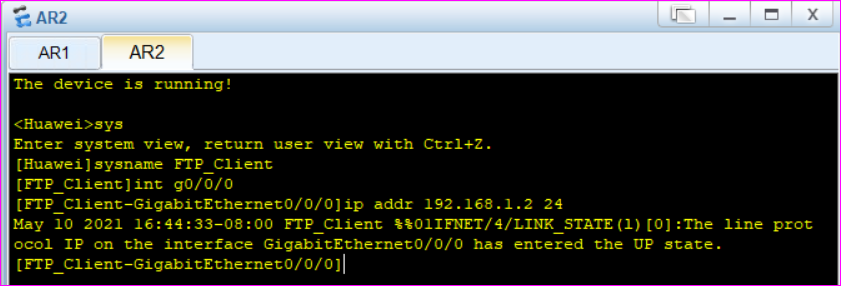 AR2
X
AR1
AR2
The device is running!
<Huawei>sys
Enter system view, return user view with Ctrl+Z.
[Huawei]sysname FTP_Client
[FTP_Client]int g0/0/0
[FTP_Client-GigabitEthernet0/0/0]ip addr 192.168.1.2 24
May 10 2021 16:44:33-08:00 FTP_Client %%01IFNET/4/LINK_STATE(l)[0]:The line prot
ocol IP on the interface GigabitEthernet0/0/0 has entered the UP state.
[FTP_Client-GigabitEthernet0/0/0]